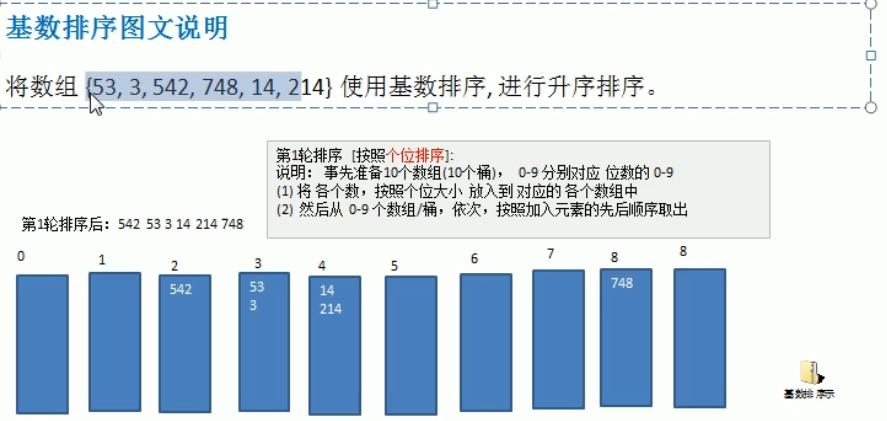 基数排序图文说明
将数组 {53, 3, 542, 748, 14, 214} 使用基数排序, 进行升序排序。
第1轮排序 [按照个位排序]:
说明： 事先准备10个数组(10个桶)， 0-9 分别对应 位数的 0-9
(1) 将 各个数，按照个位大小 放入到 对应的 各个数组中
(2) 然后从 0-9 个数组/桶，依次，按照加入元素的先后顺序取出
第1轮排序后：542 53 3 14 214 748
0 1 2 3 4 5 6 7 8 8
542 53 14 748
3 214
基数排序示